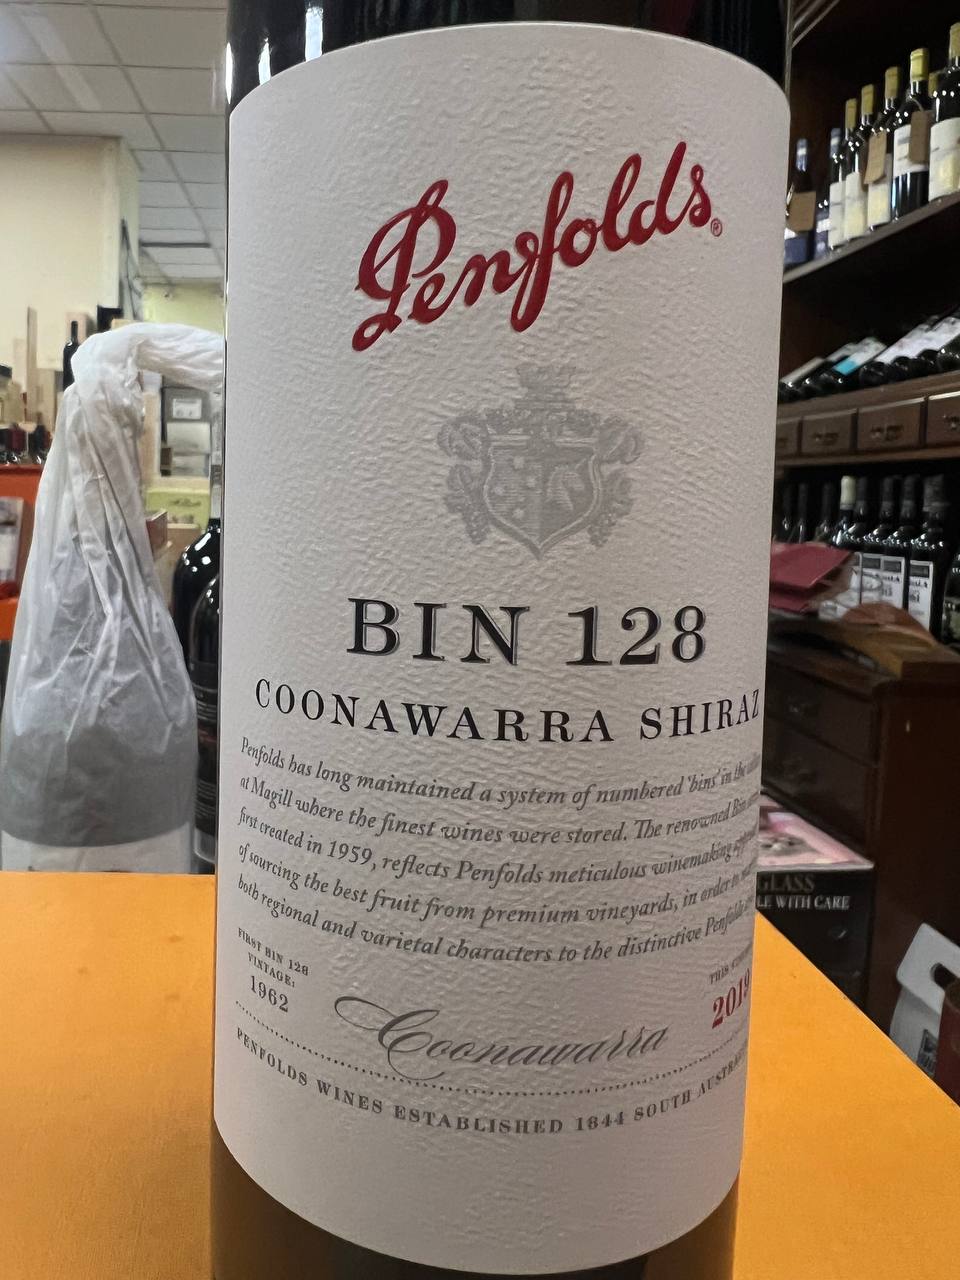 Penfolds®
BIN 128
COONAWARRA SHIRAZ
Penfolds has long maintained a system of numbered 'bins' in the
at Magill where the finest wines were stored. The renowned Bin
first created in 1959, reflects Penfolds meticulous winemaking
of sourcing the best fruit from premium vineyards, in order to
both regional and varietal characters to the distinctive Penfolds
FIRST BIN 128
VINTAGE:
1962
THIS
2019
Coonawarra
PENFOLDS WINES ESTABLISHED 1844 SOUTH
GLASS
LE WITH CARE